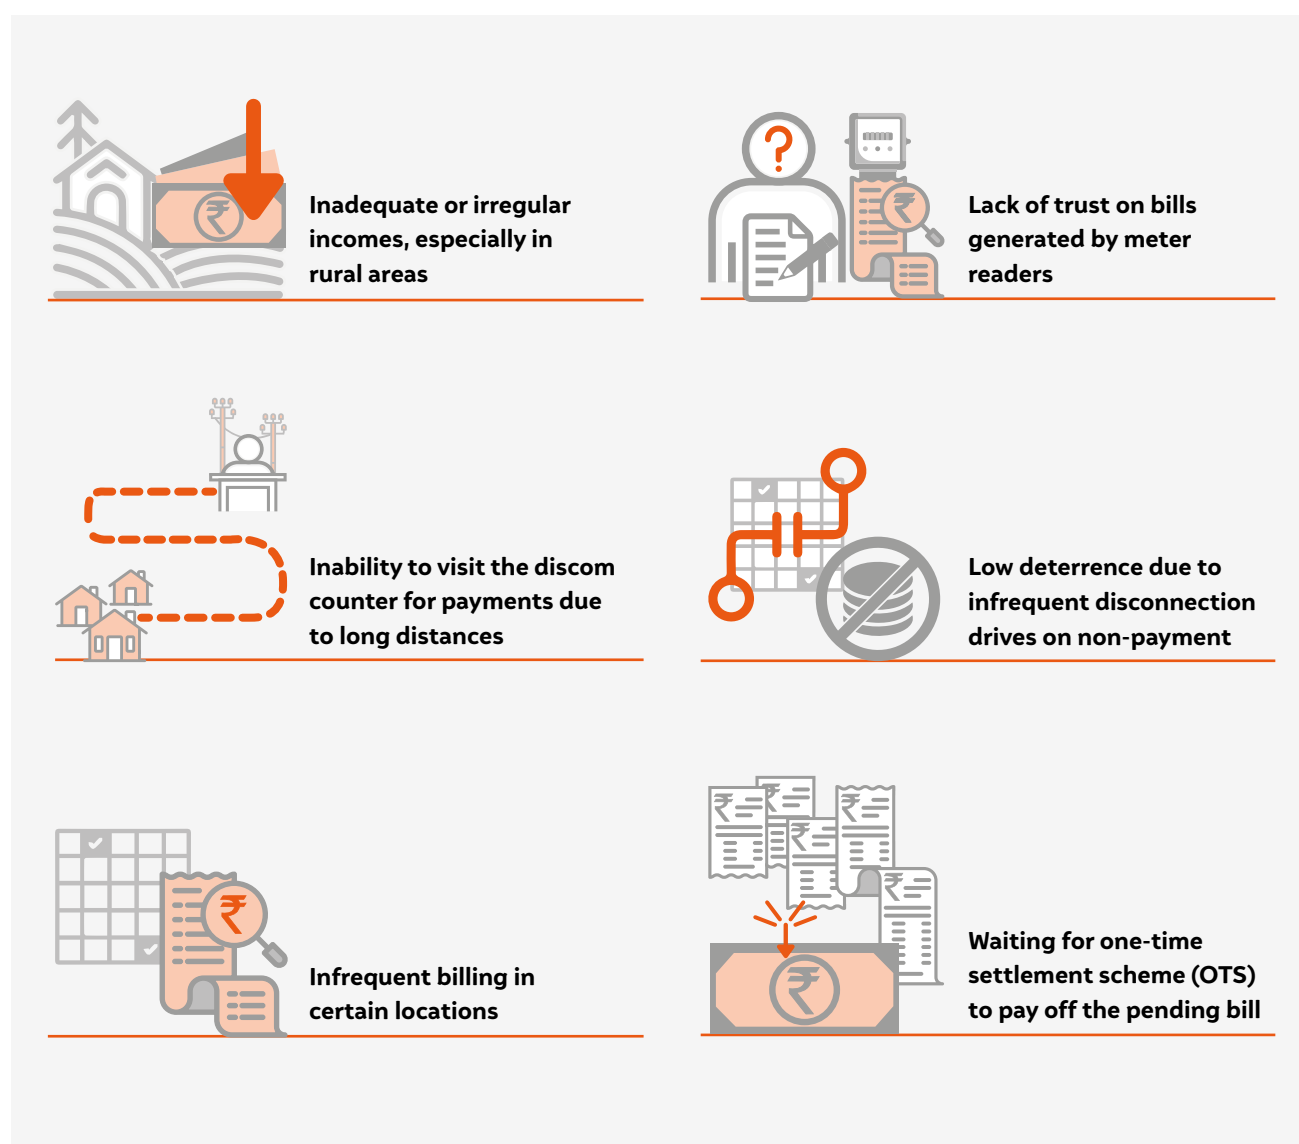 Inadequate or irregular
incomes, especially in
rural areas
Lack of trust on bills
generated by meter
readers
Inability to visit the discom
counter for payments due
to long distances
Low deterrence due to
infrequent disconnection
drives on non-payment
Infrequent billing in
certain locations
Waiting for one-time
settlement scheme (OTS)
to pay off the pending bill